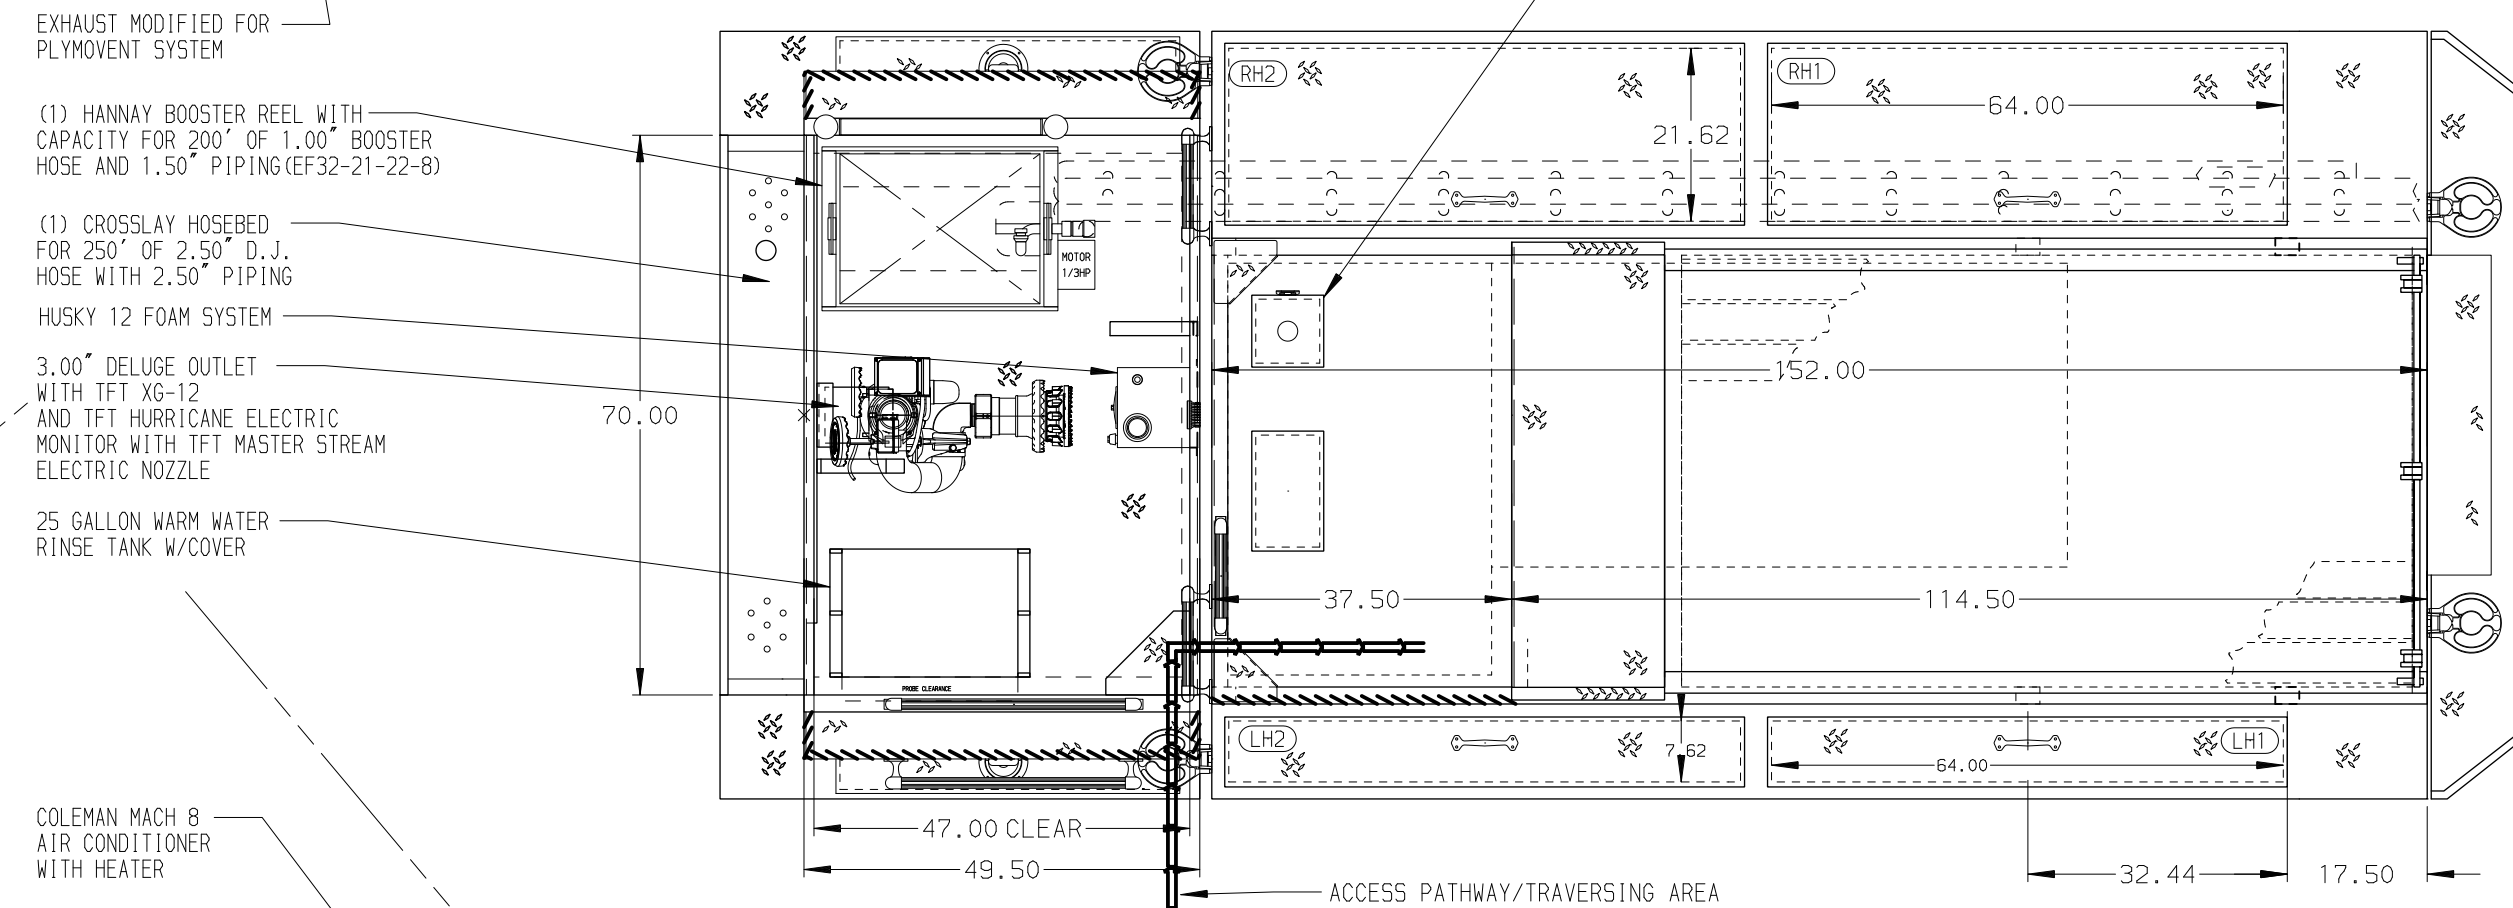 EXHAUST MODIFIED FOR
PLYMOVENT SYSTEM
(1) HANNAY BOOSTER REEL WITH
CAPACITY FOR 200' OF 1.00" BOOSTER
HOSE AND 1.50" PIPING(EF32-21-22-8)
(1) CROSSLAY HOSEBED
FOR 250' OF 2.50" D.J.
HOSE WITH 2.50" PIPING
HUSKY 12 FOAM SYSTEM
3.00" DELUGE OUTLET
WITH TFT XG-12
AND TFT HURRICANE ELECTRIC
MONITOR WITH TFT MASTER STREAM
ELECTRIC NOZZLE
25 GALLON WARM WATER
RINSE TANK W/COVER
COLEMAN MACH 8
AIR CONDITIONER
WITH HEATER
70.00
MOTOR
1/3HP
PROBE CLEARANCE
47.00 CLEAR
49.50
RH2
RH1
21.62
64.00
152.00
37.50
114.50
LH2
7.62
LH1
64.00
32.44
17.50
ACCESS PATHWAY/TRAVERSING AREA